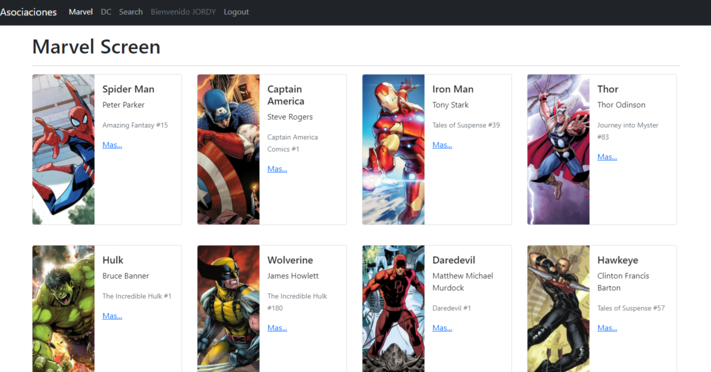 Asociaciones Marvel DC Search Bienvenido JORDY Logout
Marvel Screen
Spider Man
Peter Parker
Amazing Fantasy #15
Mas...
Captain
America
Steve Rogers
Captain America
Comics #1
Mas...
Iron Man
Tony Stark
Tales of Suspense #39
Mas...
Thor
Thor Odinson
Journey into Myster
#83
Mas...
Hulk
Bruce Banner
The Incredible Hulk #1
Mas...
Wolverine
James Howlett
The Incredible Hulk
#180
Mas...
Daredevil
Matthew Michael
Murdock
Daredevil #1
Mas...
Hawkeye
Clinton Francis
Barton
Tales of Suspense #57
Mas...